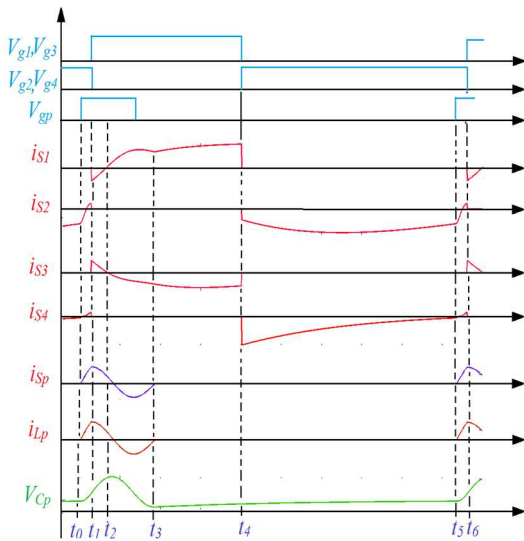 Vg1,Vg3
Vg2,Vg4
Vgp
iS1
iS2
iS3
iS4
iSp
iLp
VCp
t0 t1 t2 t3 t4 t5 t6